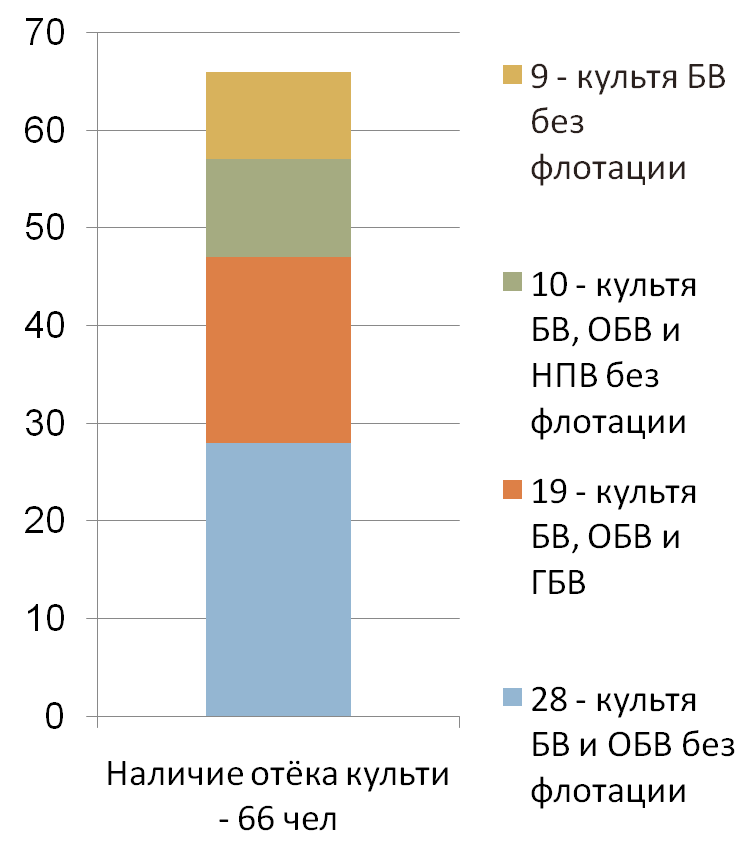 70
60
50
40
30
20
10
0
Наличие отёка культи
- 66 чел
9 - культя БВ
без
флотации
10 - культя
БВ, ОБВ и
НПВ без
флотации
19 - культя
БВ, ОБВ и
ГБВ
28 - культя
БВ и ОБВ без
флотации